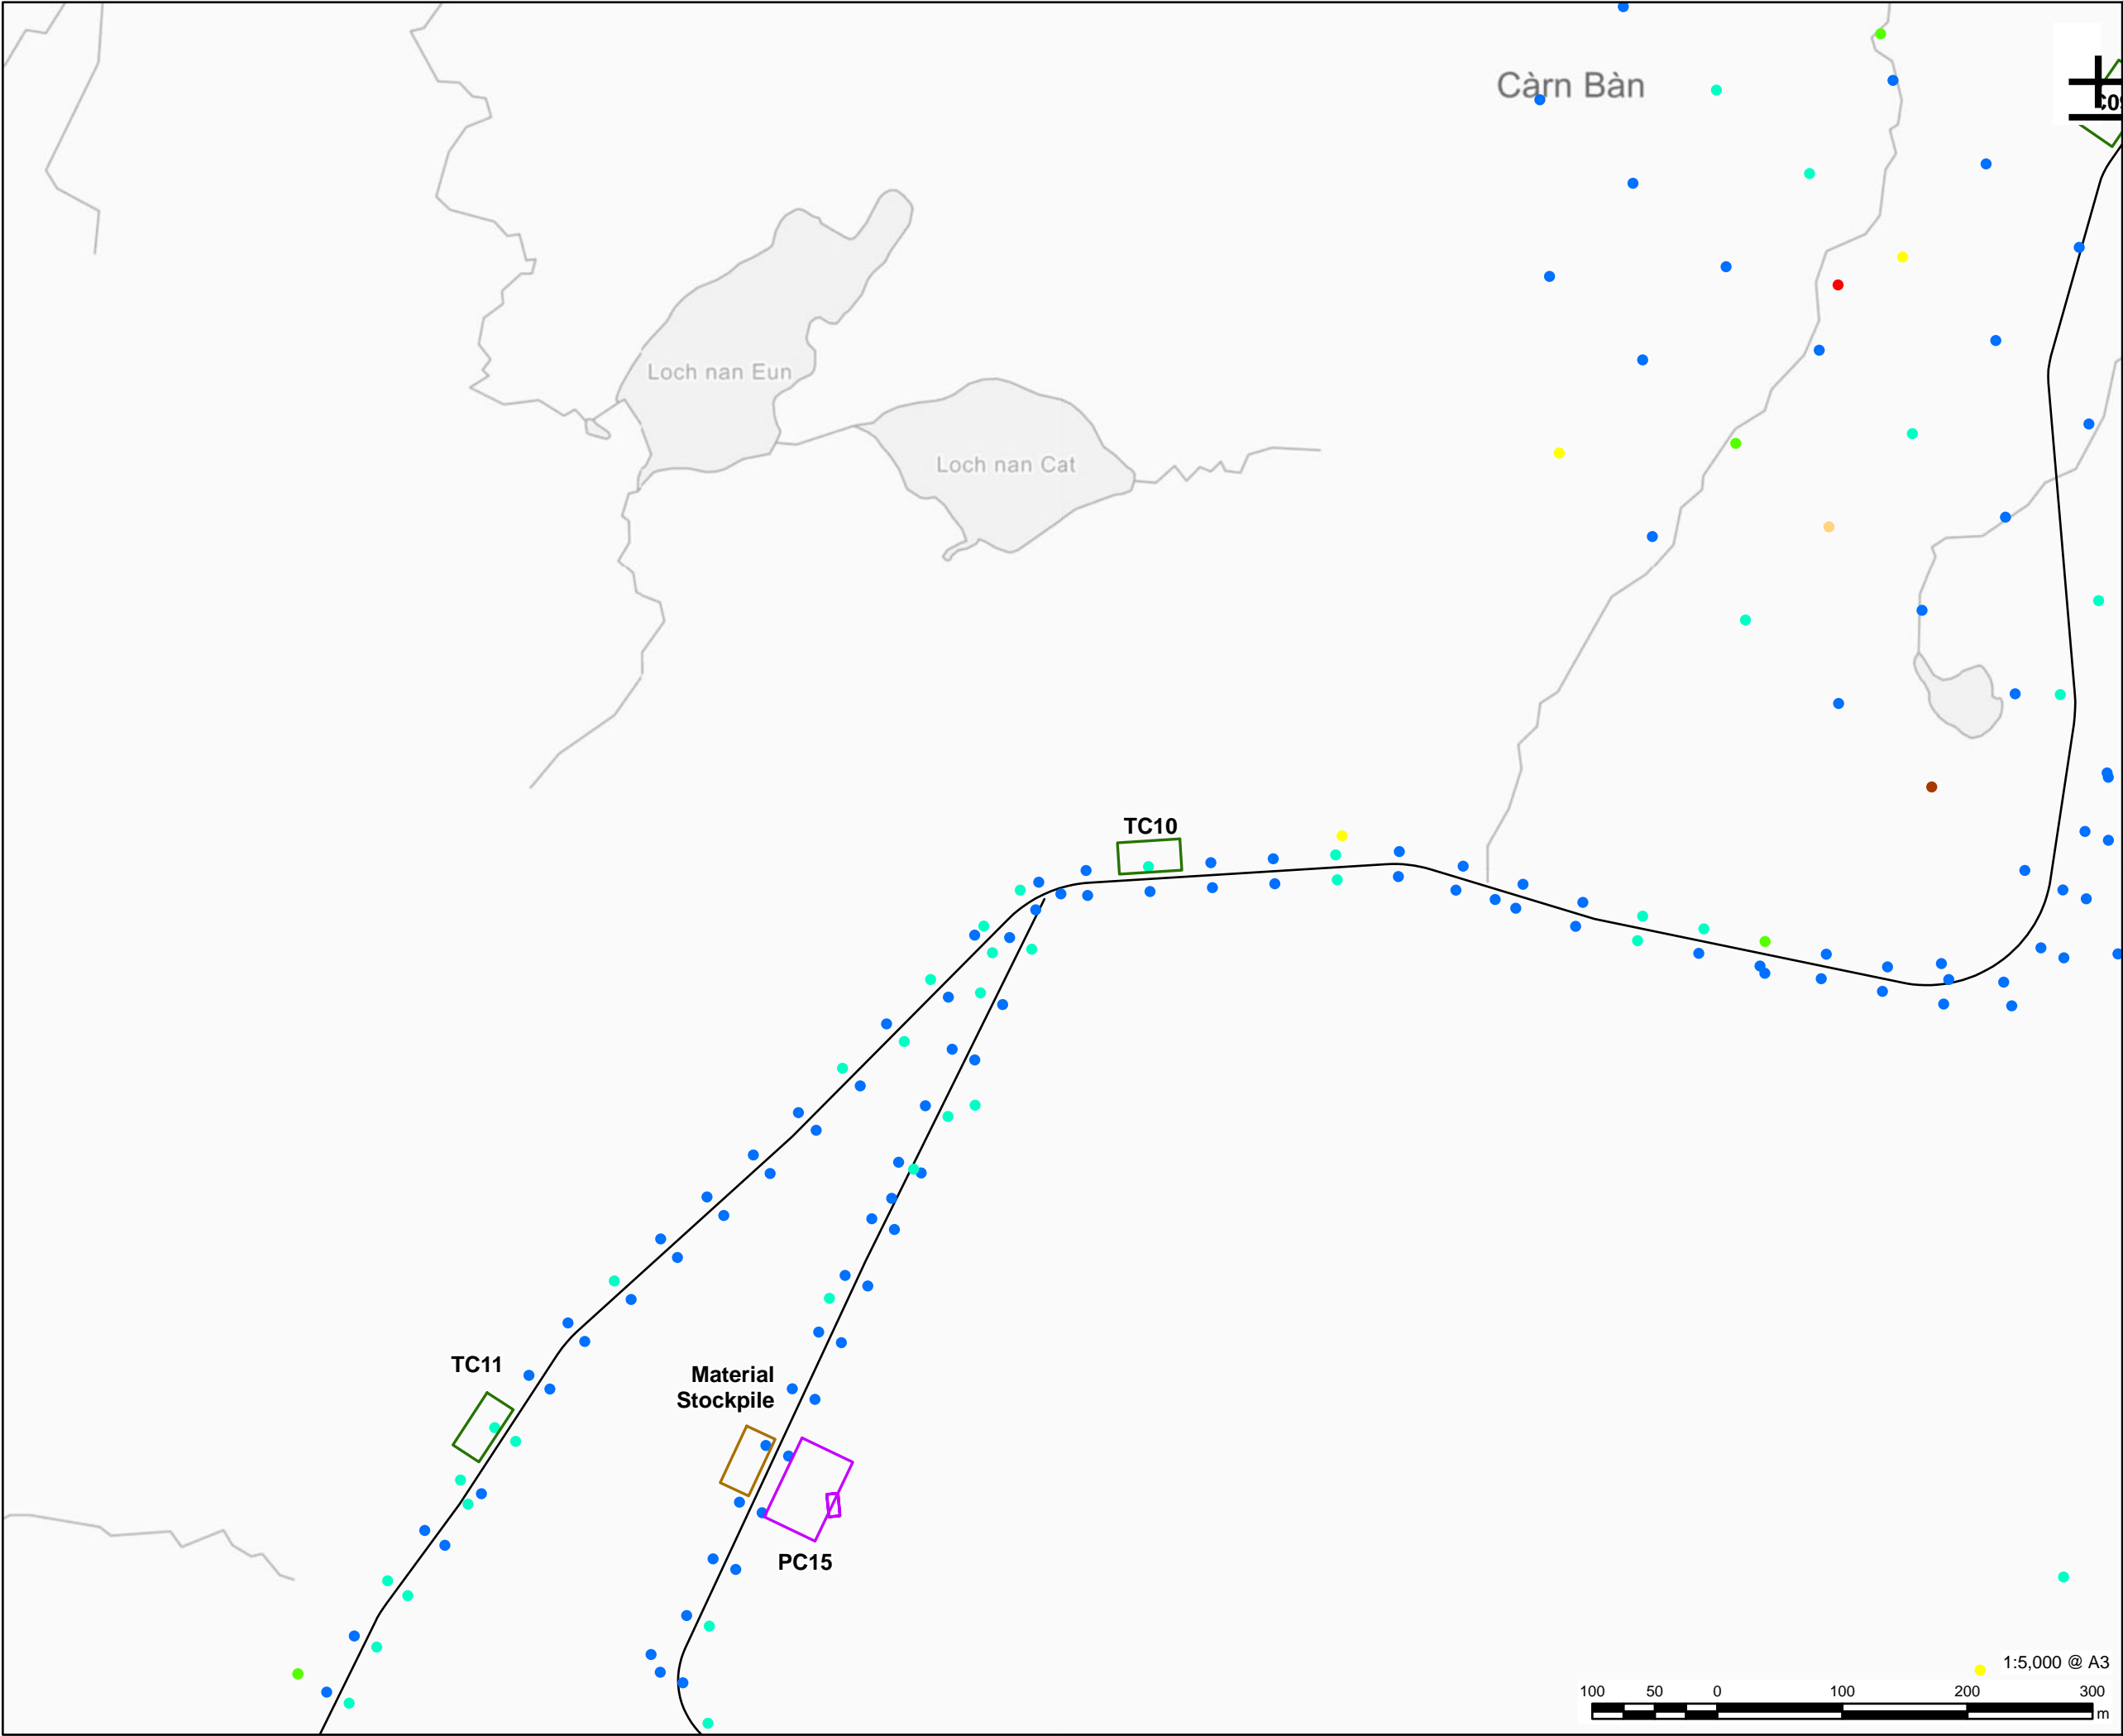 Càrn Bàn
Loch nan Eun
Loch nan Cat
TC10
TC11
Material
Stockpile
PC15
1:5,000 @ A3
100 50 0 100 200 300
m